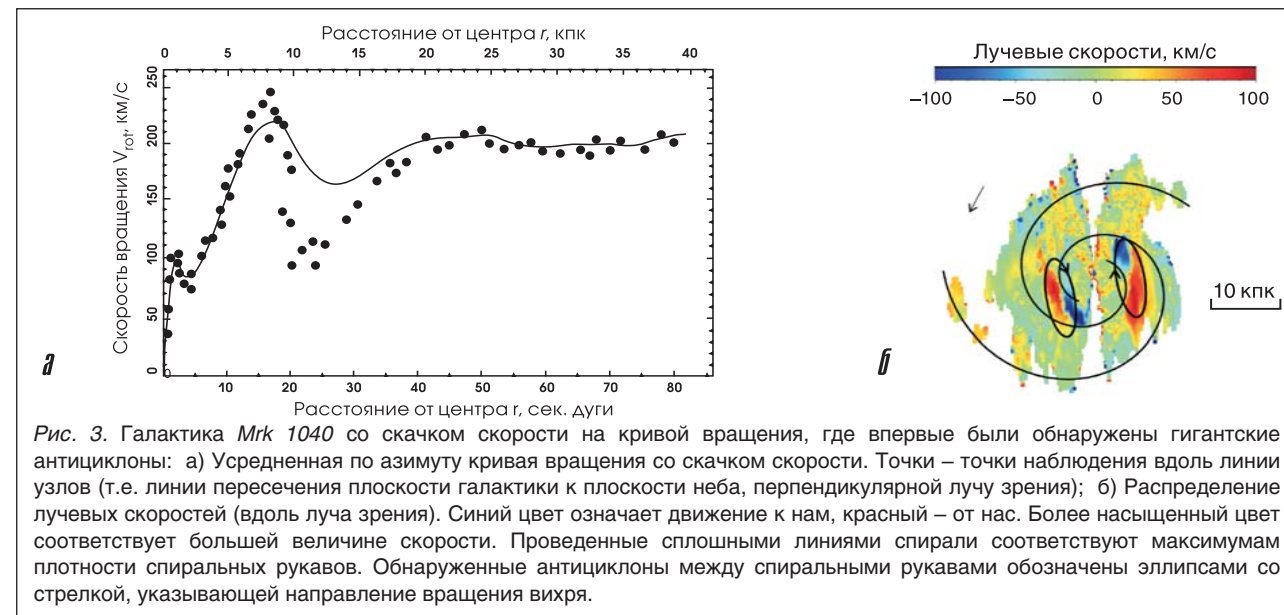 Расстояние от центра r, кпк
0 5 10 15 20 25 30 35 40
Скорость вращения Vrot, км/с
250
200
150
100
50
0
0 10 20 30 40 50 60 70 80
Расстояние от центра r, сек. дуги
а
Лучевые скорости, км/с
–100 –50 0 50 100
10 кпк
б
Рис. 3. Галактика Mrk 1040 со скачком скорости на кривой вращения, где впервые были обнаружены гигантские
антициклоны: а) Усредненная по азимуту кривая вращения со скачком скорости. Точки – точки наблюдения вдоль линии
узлов (т.е. линии пересечения плоскости галактики к плоскости неба, перпендикулярной лучу зрения); б) Распределение
лучевых скоростей (вдоль луча зрения). Синий цвет означает движение к нам, красный – от нас. Более насыщенный цвет
соответствует большей величине скорости. Проведенные сплошными линиями спирали соответствуют максимумам
плотности спиральных рукавов. Обнаруженные антициклоны между спиральными рукавами обозначены эллипсами со
стрелкой, указывающей направление вращения вихря.